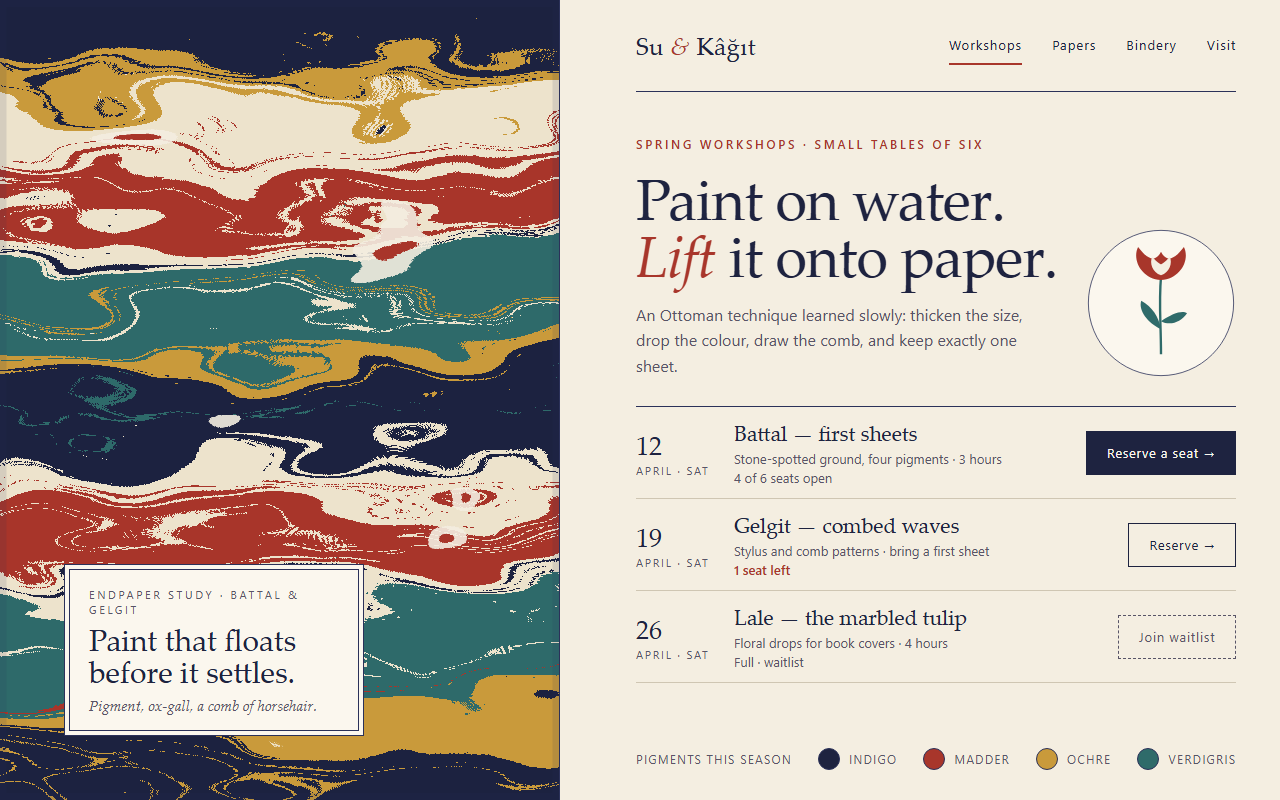 ENDPAPER STUDY · BATTAL &
GELGIT
Paint that floats
before it settles.
Pigment, ox-gall, a comb of horsehair.
Su & Kâğıt
Workshops Papers Bindery Visit
SPRING WORKSHOPS · SMALL TABLES OF SIX
Paint on water.
Lift it onto paper.
An Ottoman technique learned slowly: thicken the size,
drop the colour, draw the comb, and keep exactly one
sheet.
12
APRIL · SAT
Battal — first sheets
Stone-spotted ground, four pigments · 3 hours
4 of 6 seats open
Reserve a seat →
19
APRIL · SAT
Gelgit — combed waves
Stylus and comb patterns · bring a first sheet
1 seat left
Reserve →
26
APRIL · SAT
Lale — the marbled tulip
Floral drops for book covers · 4 hours
Full · waitlist
Join waitlist
PIGMENTS THIS SEASON INDIGO MADDER OCHRE VERDIGRIS